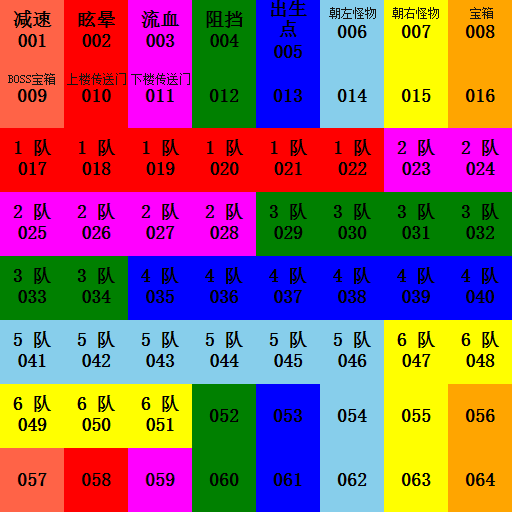 减速 眩晕 流血 阻挡 出生点 朝左怪物 朝右怪物 宝箱
001 002 003 004 005 006 007 008
BOSS宝箱 上楼传送门 下楼传送门
009 010 011 012 013 014 015 016
1 队 1 队 1 队 1 队 1 队 1 队 2 队 2 队
017 018 019 020 021 022 023 024
2 队 2 队 2 队 2 队 3 队 3 队 3 队 3 队
025 026 027 028 029 030 031 032
3 队 3 队 4 队 4 队 4 队 4 队 4 队 4 队
033 034 035 036 037 038 039 040
5 队 5 队 5 队 5 队 5 队 5 队 6 队 6 队
041 042 043 044 045 046 047 048
6 队 6 队 6 队
049 050 051 052 053 054 055 056
057 058 059 060 061 062 063 064